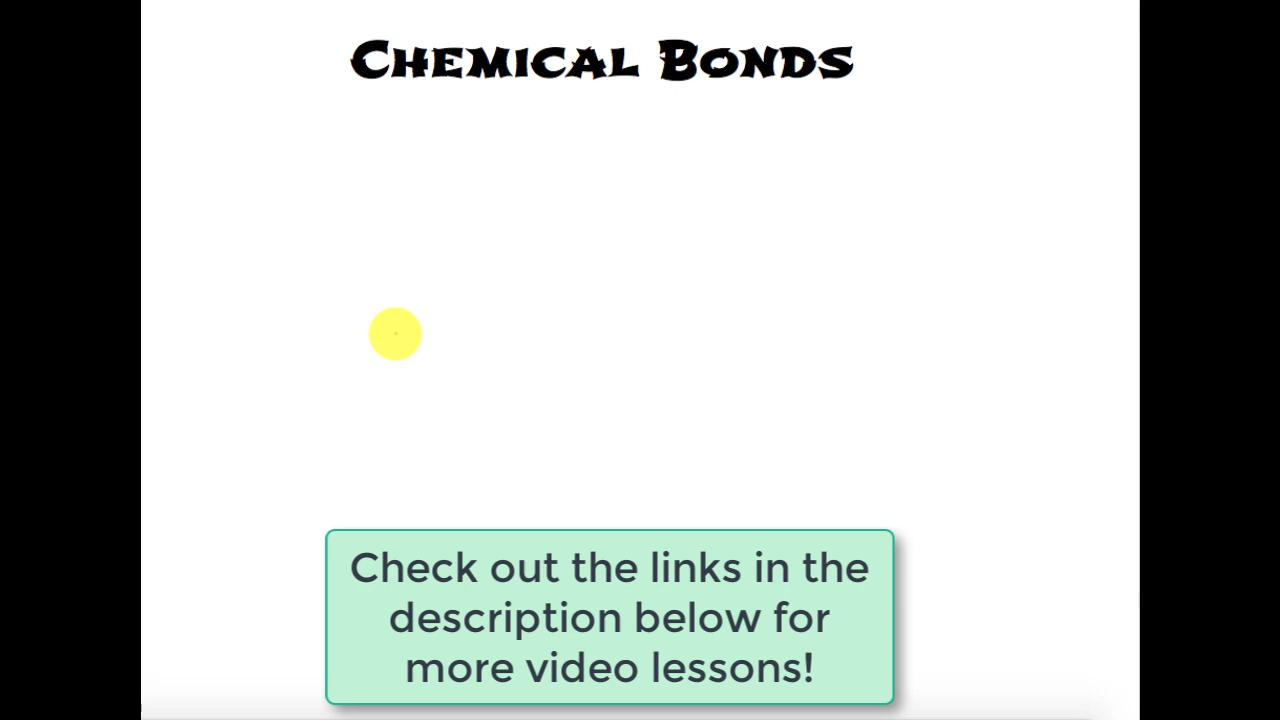 Chemical Bonds
Check out the links in the
description below for
more video lessons!